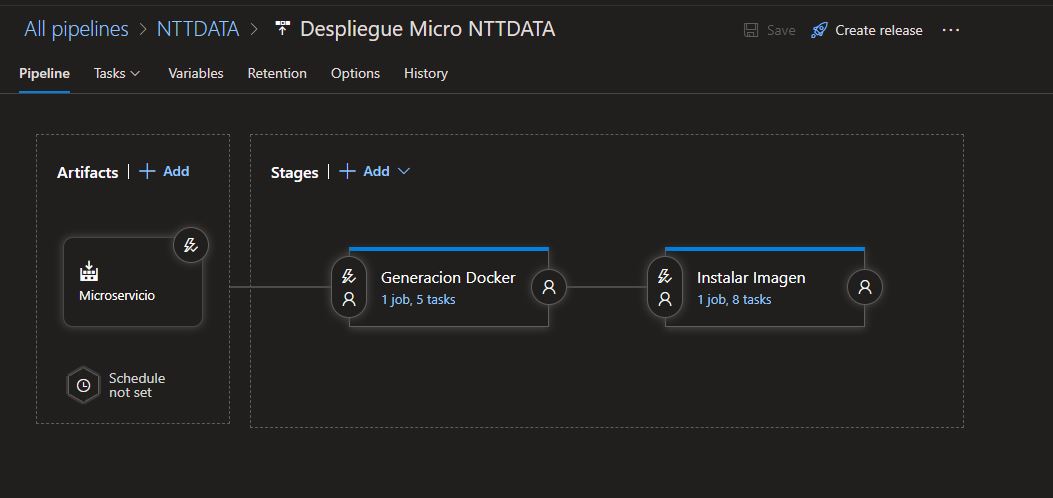 All pipelines > NTTDATA > Despliegue Micro NTTDATA
Save Create release ...
Pipeline Tasks Variables Retention Options History
Artifacts | + Add
Stages | + Add
Microservicio
Generacion Docker
1 job, 5 tasks
Instalar Imagen
1 job, 8 tasks
Schedule
not set